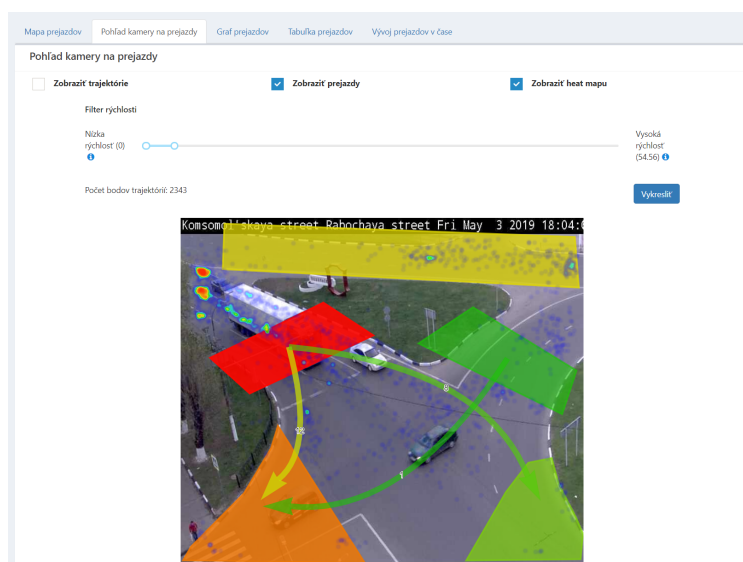 Mapa prejazdov Pohľad kamery na prejazdy Graf prejazdov Tabuľka prejazdov Vývoj prejazdov v čase
Pohľad kamery na prejazdy
Zobraziť trajektórie Zobraziť prejazdy Zobraziť heat mapu
Filter rýchlosti
Nízka
rýchlosť (0)
Vysoká
rýchlosť
(54.56)
Počet bodov trajektórií: 2343
Vykresliť
Komsomol'skaya street Rabochaya street Fri May 3 2019 18:04:
8